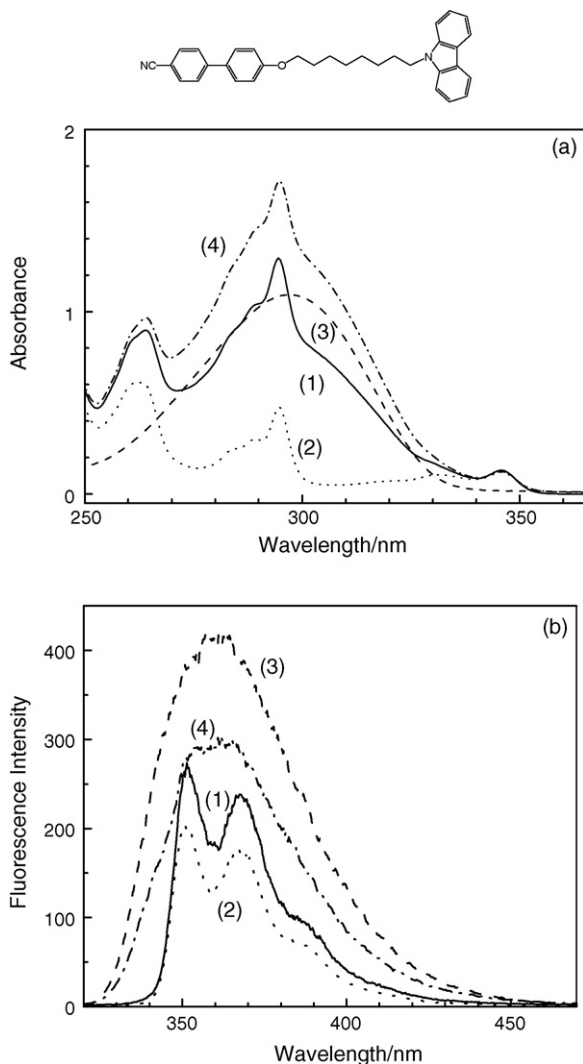 NC
O
N
(a)
2
1
0
Absorbance
(4)
(3)
(1)
(2)
250
300
350
Wavelength/nm
(b)
400
300
200
100
0
Fluorescence Intensity
(3)
(4)
(1)
(2)
350
400
450
Wavelength/nm